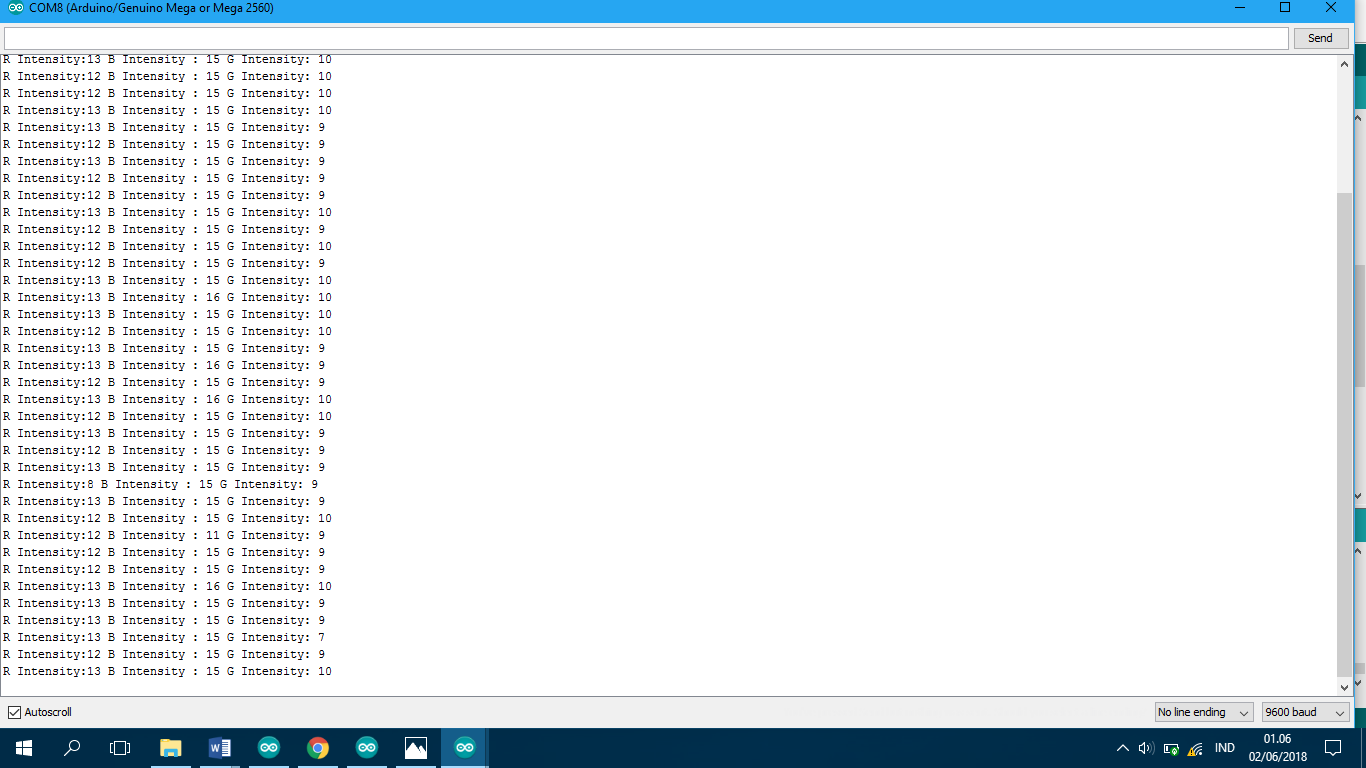 COM8 (Arduino/Genuino Mega or Mega 2560)
Send
R Intensity:13 B Intensity : 15 G Intensity: 10
R Intensity:12 B Intensity : 15 G Intensity: 10
R Intensity:12 B Intensity : 15 G Intensity: 10
R Intensity:13 B Intensity : 15 G Intensity: 10
R Intensity:13 B Intensity : 15 G Intensity: 9
R Intensity:12 B Intensity : 15 G Intensity: 9
R Intensity:13 B Intensity : 15 G Intensity: 9
R Intensity:12 B Intensity : 15 G Intensity: 9
R Intensity:12 B Intensity : 15 G Intensity: 9
R Intensity:13 B Intensity : 15 G Intensity: 10
R Intensity:12 B Intensity : 15 G Intensity: 9
R Intensity:12 B Intensity : 15 G Intensity: 10
R Intensity:12 B Intensity : 15 G Intensity: 9
R Intensity:13 B Intensity : 15 G Intensity: 10
R Intensity:13 B Intensity : 16 G Intensity: 10
R Intensity:13 B Intensity : 15 G Intensity: 10
R Intensity:12 B Intensity : 15 G Intensity: 10
R Intensity:13 B Intensity : 15 G Intensity: 9
R Intensity:13 B Intensity : 16 G Intensity: 9
R Intensity:12 B Intensity : 15 G Intensity: 9
R Intensity:13 B Intensity : 16 G Intensity: 10
R Intensity:12 B Intensity : 15 G Intensity: 10
R Intensity:13 B Intensity : 15 G Intensity: 9
R Intensity:12 B Intensity : 15 G Intensity: 9
R Intensity:13 B Intensity : 15 G Intensity: 9
R Intensity:8 B Intensity : 15 G Intensity: 9
R Intensity:13 B Intensity : 15 G Intensity: 9
R Intensity:12 B Intensity : 15 G Intensity: 10
R Intensity:12 B Intensity : 11 G Intensity: 9
R Intensity:12 B Intensity : 15 G Intensity: 9
R Intensity:12 B Intensity : 15 G Intensity: 9
R Intensity:13 B Intensity : 16 G Intensity: 10
R Intensity:13 B Intensity : 15 G Intensity: 9
R Intensity:13 B Intensity : 15 G Intensity: 9
R Intensity:13 B Intensity : 15 G Intensity: 7
R Intensity:12 B Intensity : 15 G Intensity: 9
R Intensity:13 B Intensity : 15 G Intensity: 10
Autoscroll
No line ending
9600 baud
IND
01.06
02/06/2018